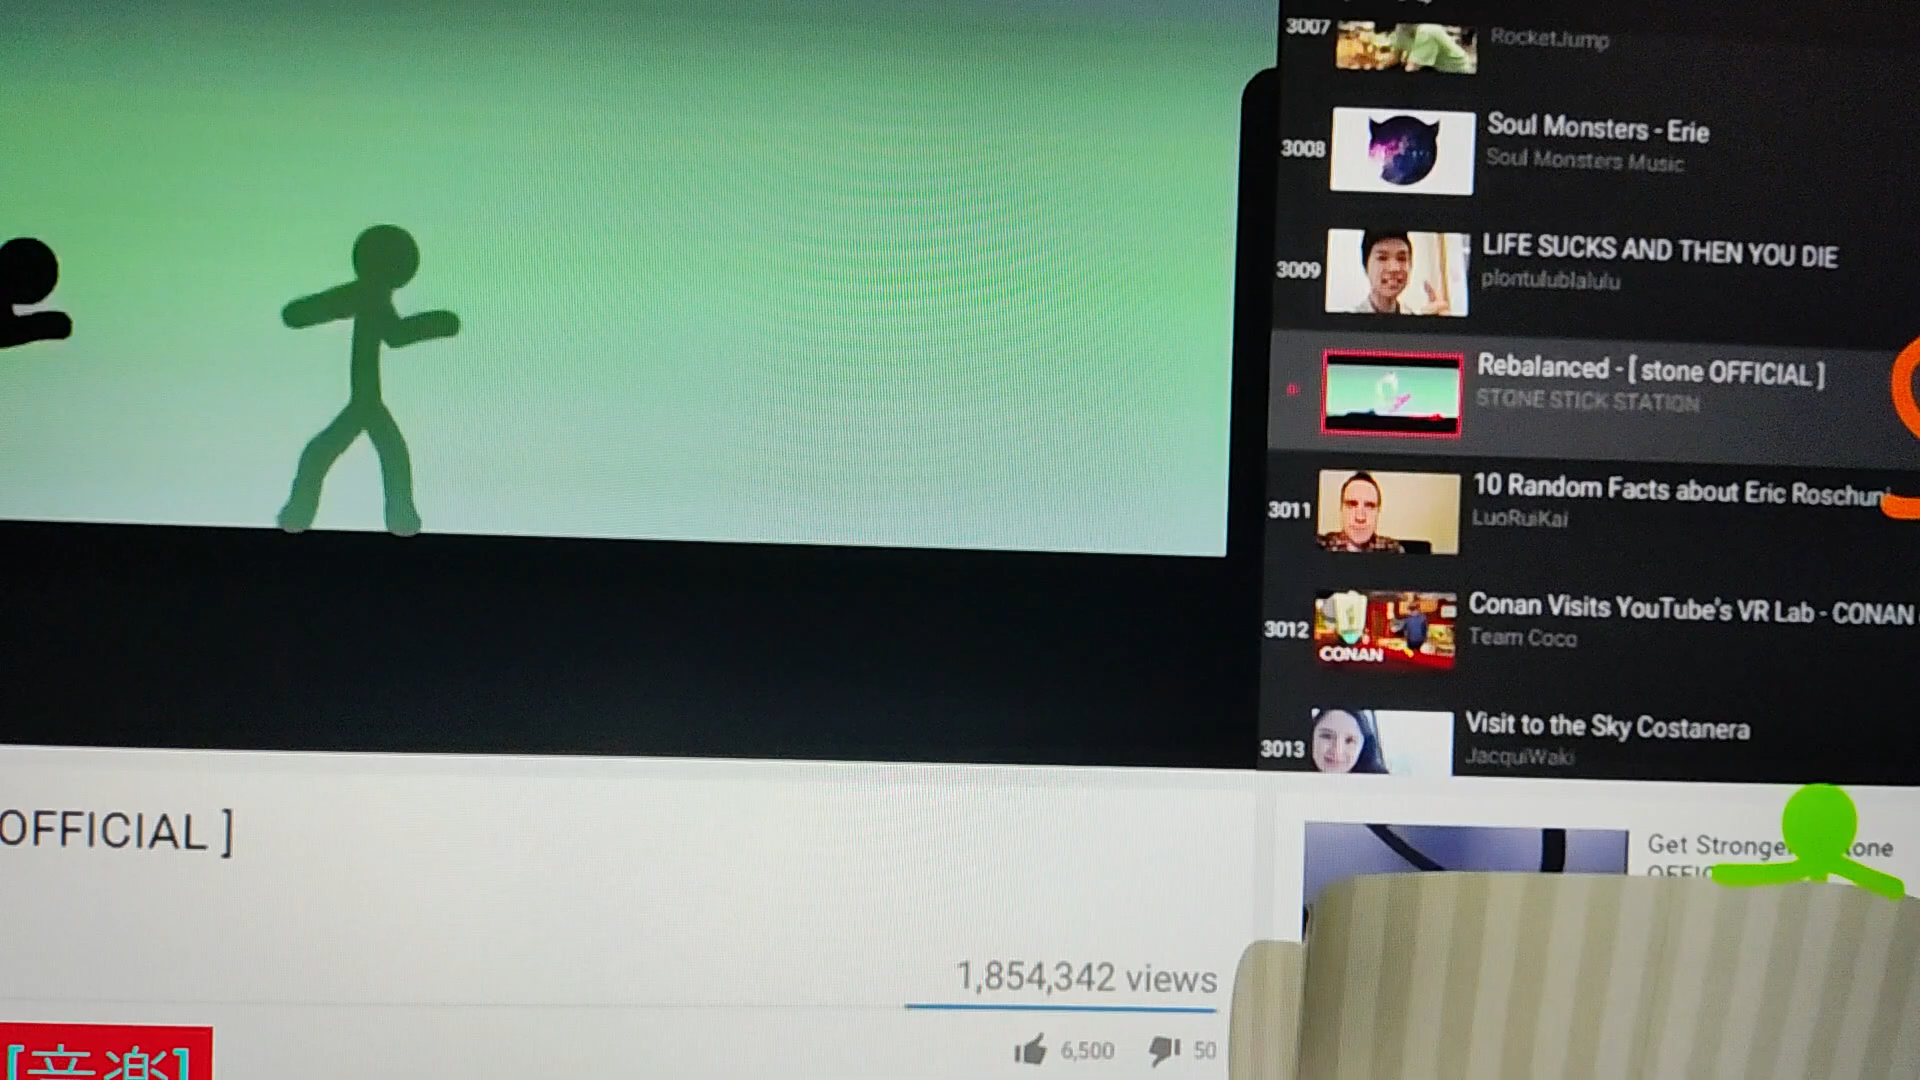 3007
RocketJump
3008
Soul Monsters - Erie
Soul Monsters Music
3009
LIFE SUCKS AND THEN YOU DIE
plontulublalulu
Rebalanced - [ stone OFFICIAL ]
STONE STICK STATION
3011
10 Random Facts about Eric Roschun
LuoRuiKai
3012
CONAN
Conan Visits YouTube's VR Lab - CONAN
Team Coco
3013
Visit to the Sky Costanera
JacquiWaki
OFFICIAL ]
Get Stronge
one
1,854,342 views
6,500
50
[音楽]